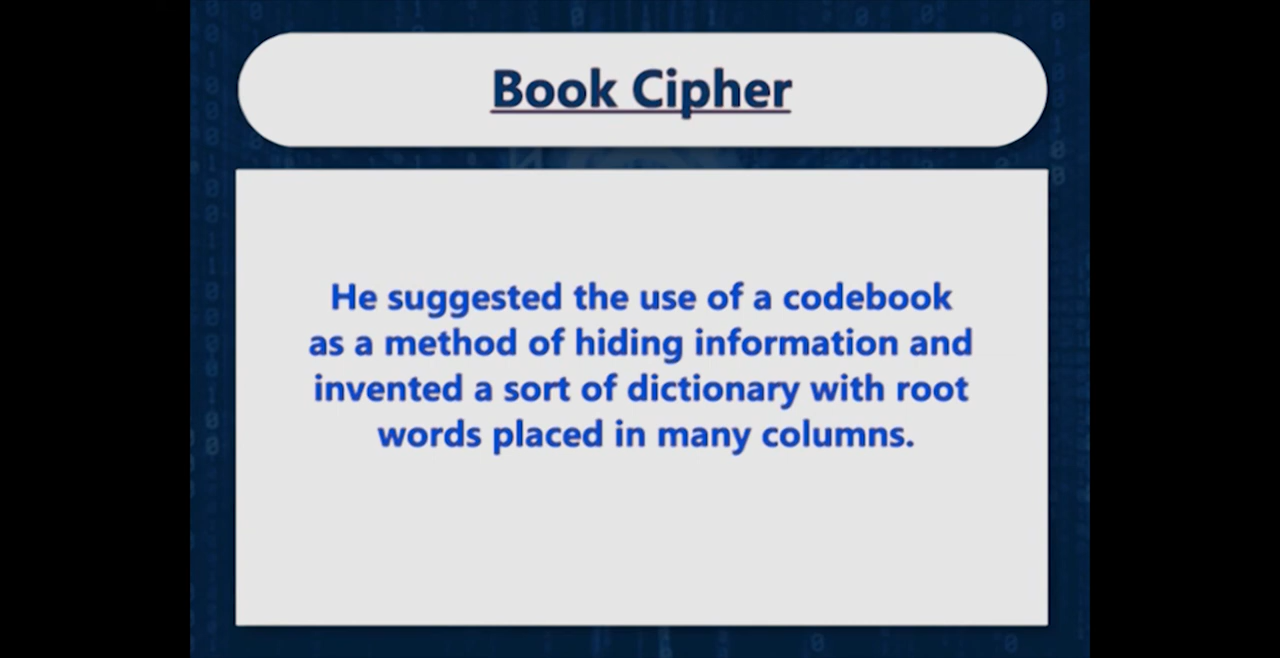 Book Cipher
He suggested the use of a codebook
as a method of hiding information and
invented a sort of dictionary with root
words placed in many columns.